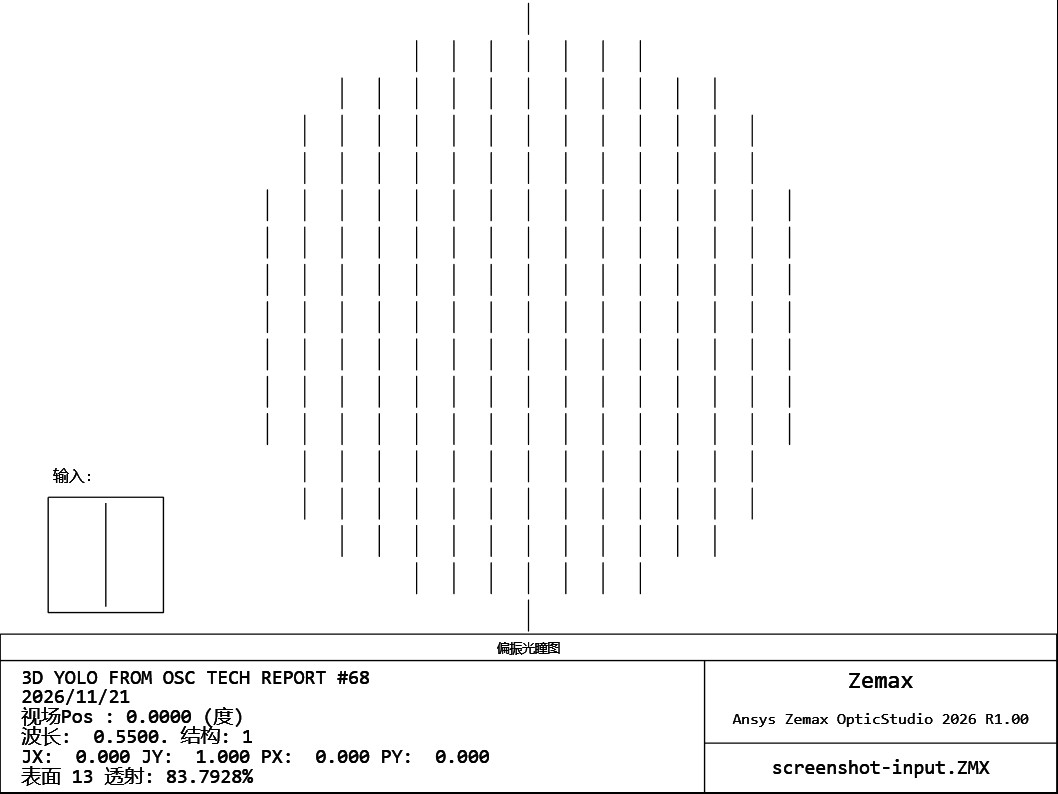 输入:
偏振光瞳图
3D YOLO FROM OSC TECH REPORT #68
2026/11/21
视场Pos : 0.0000 (度)
波长:  0.5500. 结构: 1
JX:  0.000 JY:  1.000 PX:  0.000 PY:  0.000
表面 13 透射: 83.7928%
Zemax
Ansys Zemax OpticStudio 2026 R1.00
screenshot-input.ZMX